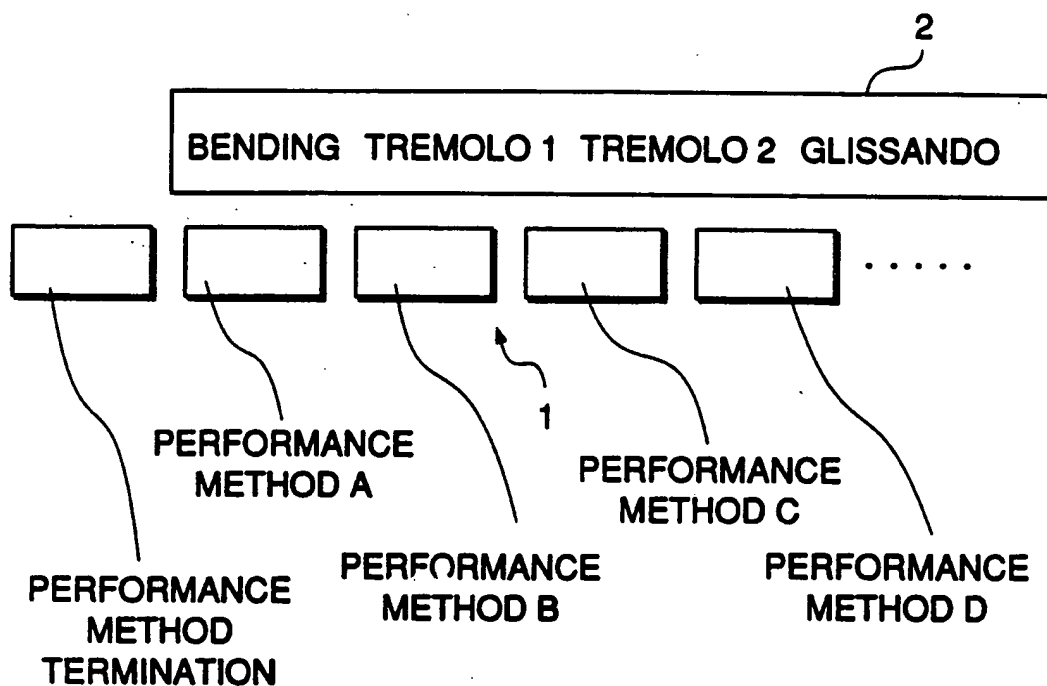 2
BENDING TREMOLO 1 TREMOLO 2 GLISSANDO
.....
1
PERFORMANCE
METHOD A
PERFORMANCE
METHOD C
PERFORMANCE
METHOD B
PERFORMANCE
METHOD D
PERFORMANCE
METHOD
TERMINATION